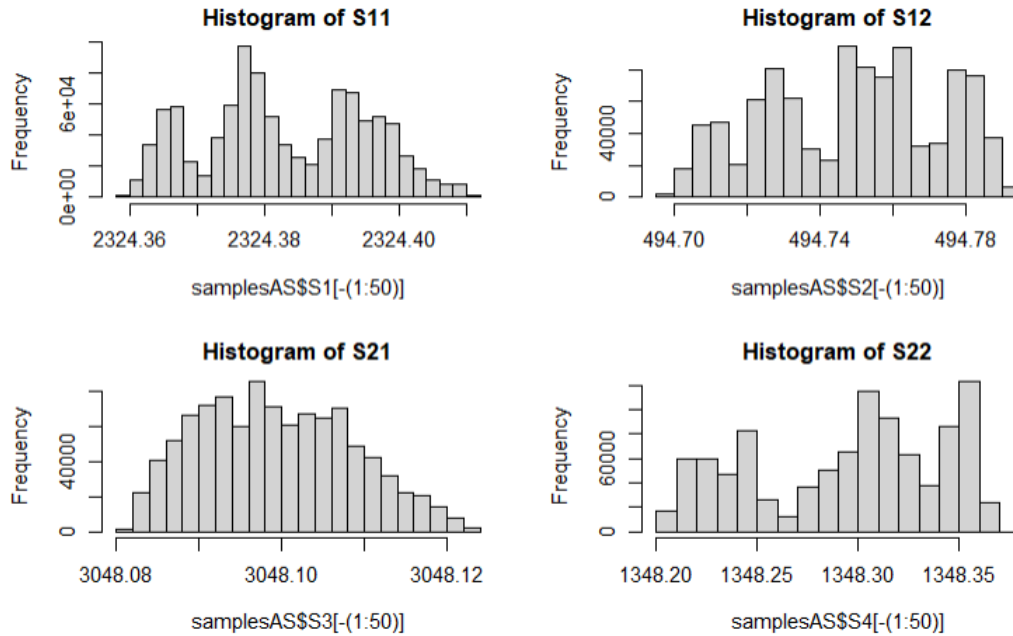 Histogram of S11
Frequency
0e+00 6e+04
2324.36 2324.38 2324.40
samplesAS$S1[-(1:50)]
Histogram of S12
Frequency
0 40000
494.70 494.74 494.78
samplesAS$S2[-(1:50)]
Histogram of S21
Frequency
0 40000
3048.08 3048.10 3048.12
samplesAS$S3[-(1:50)]
Histogram of S22
Frequency
0 60000
1348.20 1348.25 1348.30 1348.35
samplesAS$S4[-(1:50)]